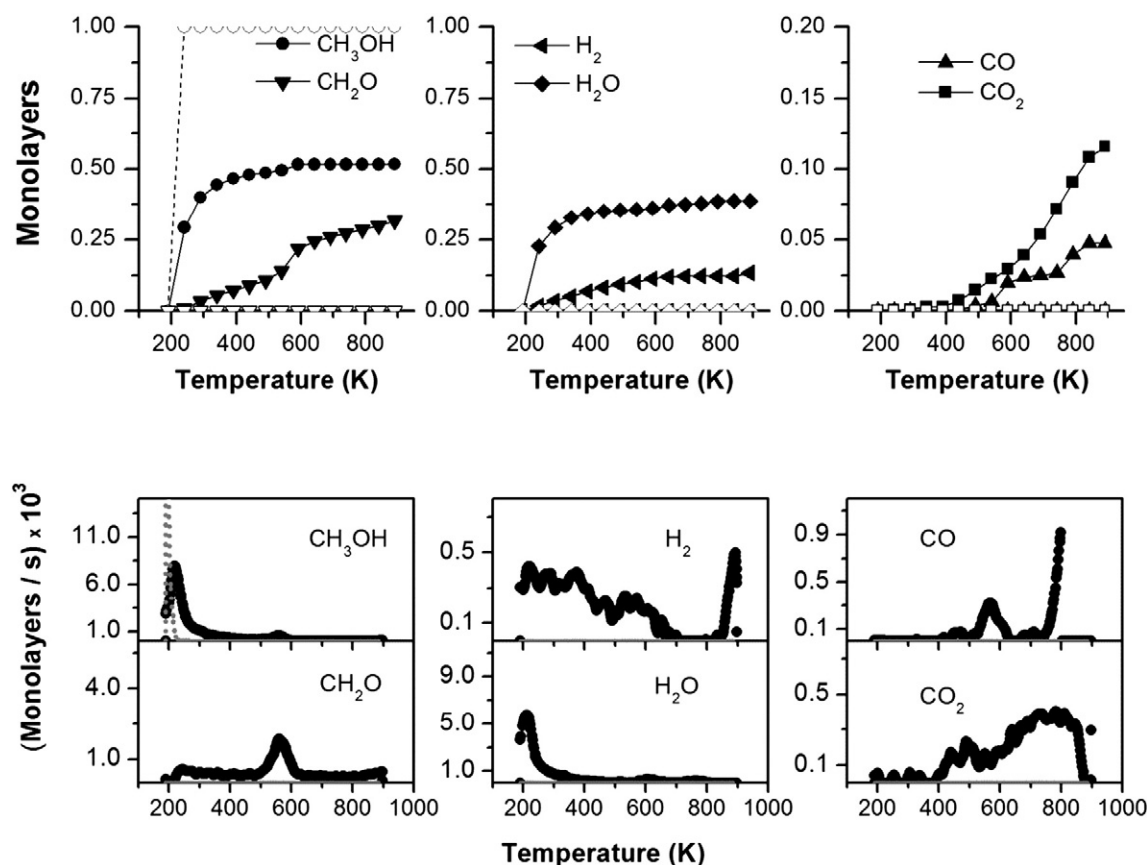 Monolayers
1.00
0.75
0.50
0.25
0.00
CH3OH
CH2O
200 400 600 800
Temperature (K)
1.00
0.75
0.50
0.25
0.00
H2
H2O
200 400 600 800
Temperature (K)
0.20
0.15
0.10
0.05
0.00
CO
CO2
200 400 600 800
Temperature (K)
(Monolayers / s) x 10^3
11.0
6.0
1.0
CH3OH
0.5
0.1
H2
0.9
0.5
0.1
CO
4.0
1.0
CH2O
9.0
5.0
1.0
H2O
0.5
0.1
CO2
200 400 600 800 1000
200 400 600 800 1000
200 400 600 800 1000
Temperature (K)